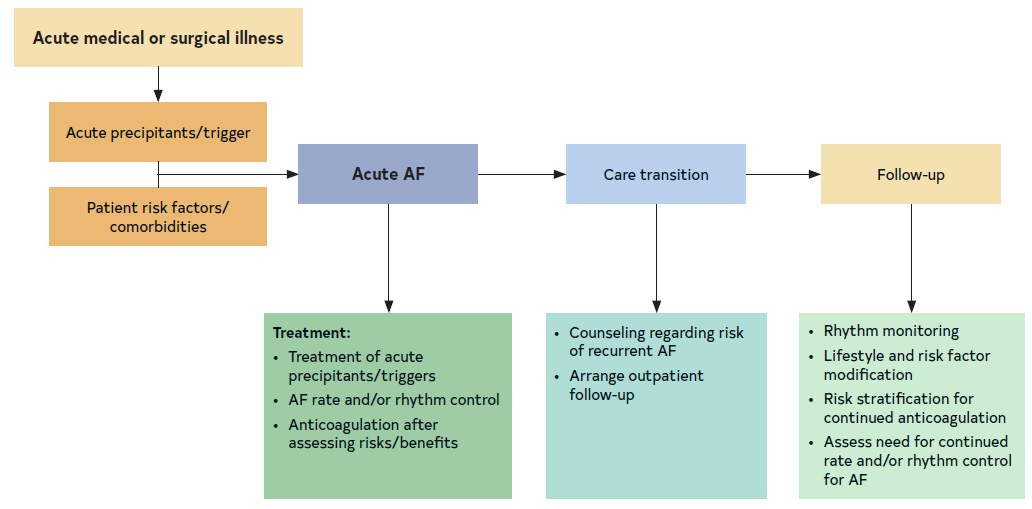 Acute medical or surgical illness
Acute precipitants/trigger
Patient risk factors/
comorbidities
Acute AF
Care transition
Follow-up
Treatment:
• Treatment of acute
precipitants/triggers
• AF rate and/or rhythm control
• Anticoagulation after
assessing risks/benefits
• Counseling regarding risk
of recurrent AF
• Arrange outpatient
follow-up
• Rhythm monitoring
• Lifestyle and risk factor
modification
• Risk stratification for
continued anticoagulation
• Assess need for continued
rate and/or rhythm control
for AF